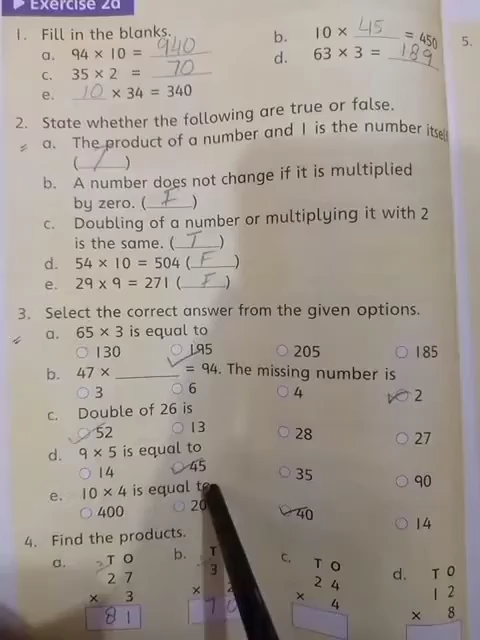 Exercise 2a
1. Fill in the blanks.
a. 94 × 10 = 940
b. 10 × 45 = 450
c. 35 × 2 = 70
d. 63 × 3 = 189
e. 10 × 34 = 340
5.
2. State whether the following are true or false.
a. The product of a number and 1 is the number itself
( T )
b. A number does not change if it is multiplied
by zero. ( F )
c. Doubling of a number or multiplying it with 2
is the same. ( T )
d. 54 × 10 = 504 ( F )
e. 29 × 9 = 271 ( F )
3. Select the correct answer from the given options.
a. 65 × 3 is equal to
130 195 205 185
b. 47 × ______ = 94. The missing number is
3 6 4 2
c. Double of 26 is
52 13 28 27
d. 9 × 5 is equal to
14 45 35 90
e. 10 × 4 is equal to
400 20 40 14
4. Find the products.
a. b. c. d.
T O T T O T O
2 7 3 2 4 1 2
× 3 × × 4 × 8
81